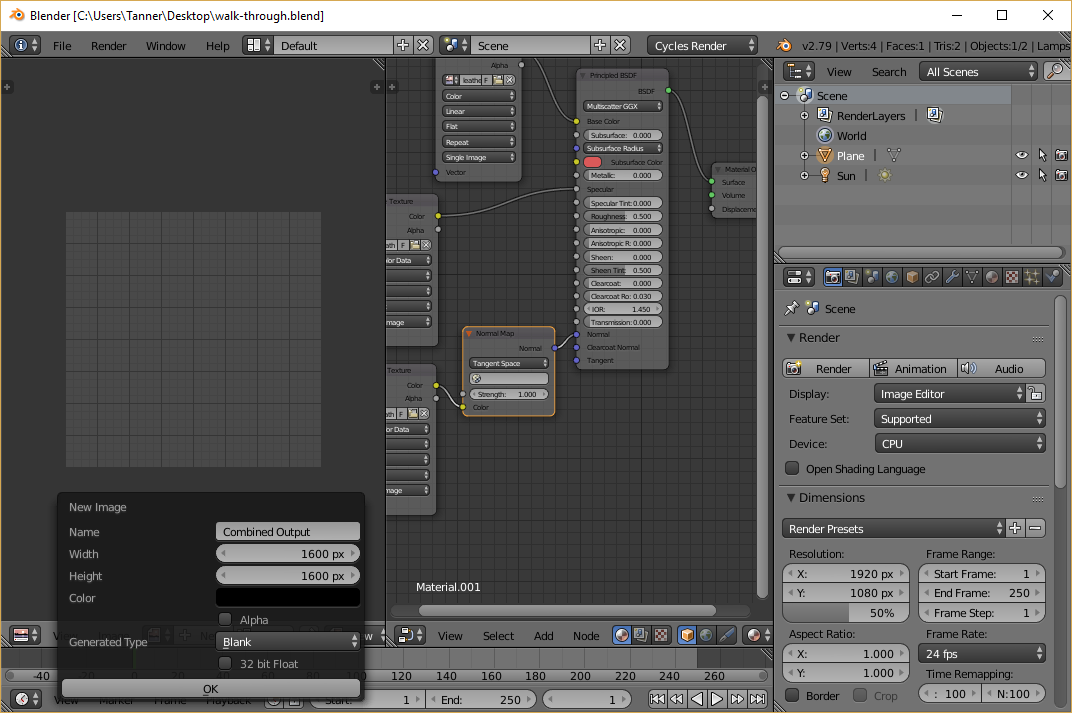 Blender [C:\Users\Tanner\Desktop\walk-through.blend]
File Render Window Help Default Scene Cycles Render v2.79 | Verts:4 | Faces:1 | Tris:2 | Objects:1/2 | Lamps
Alpha
F
Color
Linear
Flat
Repeat
Single Image
Vector
Texture
Color
Alpha
F
or Data
mage
Texture
Color
Alpha
F
or Data
mage
Normal Map
Normal
Tangent Space
Strength: 1.000
Color
Principled BSDF
BSDF
Multiscatter GGX
Base Color
Subsurface: 0.000
Subsurface Radius
Subsurface Color
Metallic: 0.000
Specular
Specular Tint: 0.000
Roughness: 0.500
Anisotropic: 0.000
Anisotropic R: 0.000
Sheen: 0.000
Sheen Tint: 0.500
Clearcoat: 0.000
Clearcoat Ro: 0.030
IOR: 1.450
Transmission: 0.000
Normal
Clearcoat Normal
Tangent
Material O
Surface
Volume
Displaceme
Material.001
View Select Add Node
View Search All Scenes
Scene
RenderLayers
World
Plane
Sun
Scene
Render
Render Animation Audio
Display: Image Editor
Feature Set: Supported
Device: CPU
Open Shading Language
Dimensions
Render Presets
Resolution: Frame Range:
X: 1920 px Start Frame: 1
Y: 1080 px End Frame: 250
50% Frame Step: 1
Aspect Ratio: Frame Rate:
X: 1.000 24 fps
Y: 1.000 Time Remapping:
Border Crop : 100 N:100
New Image
Name Combined Output
Width 1600 px
Height 1600 px
Color
Alpha
Generated Type Blank
32 bit Float
OK
-40 120 140 160 180 200 220 240 260
View Marker Frame Playback Start: 1 End: 250 1